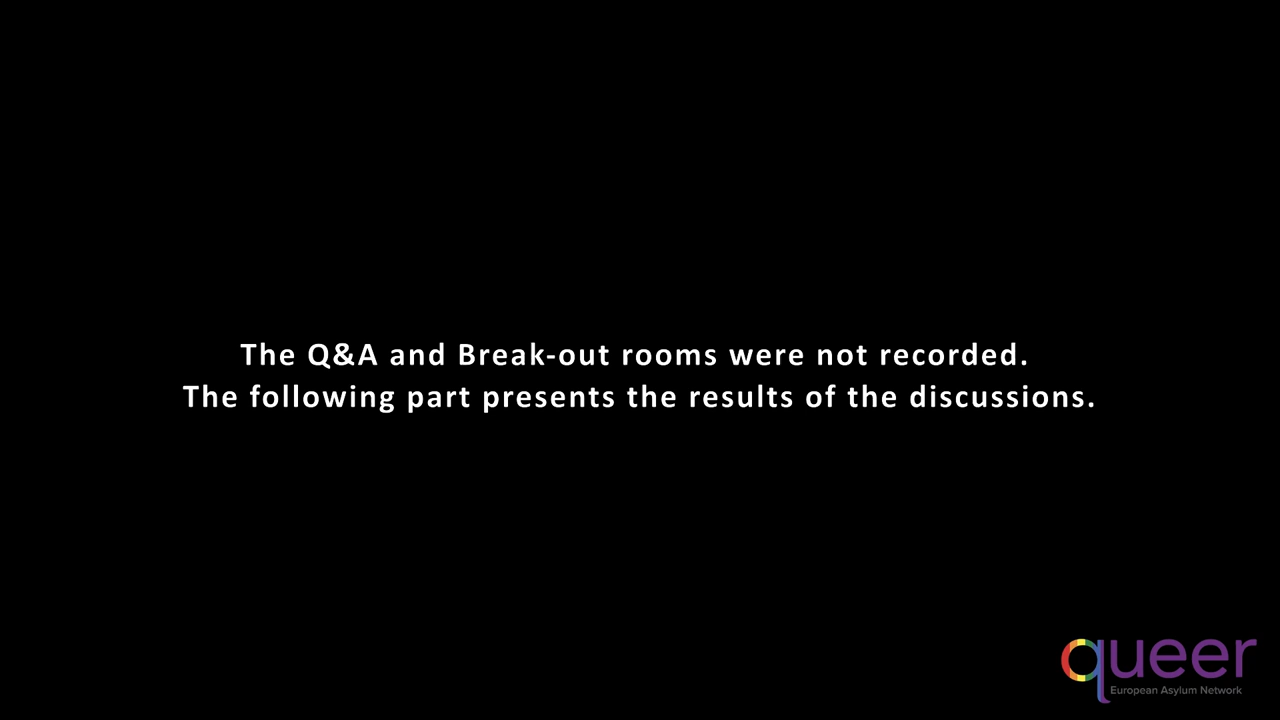 The Q&A and Break-out rooms were not recorded.
The following part presents the results of the discussions.
queer
European Asylum Network